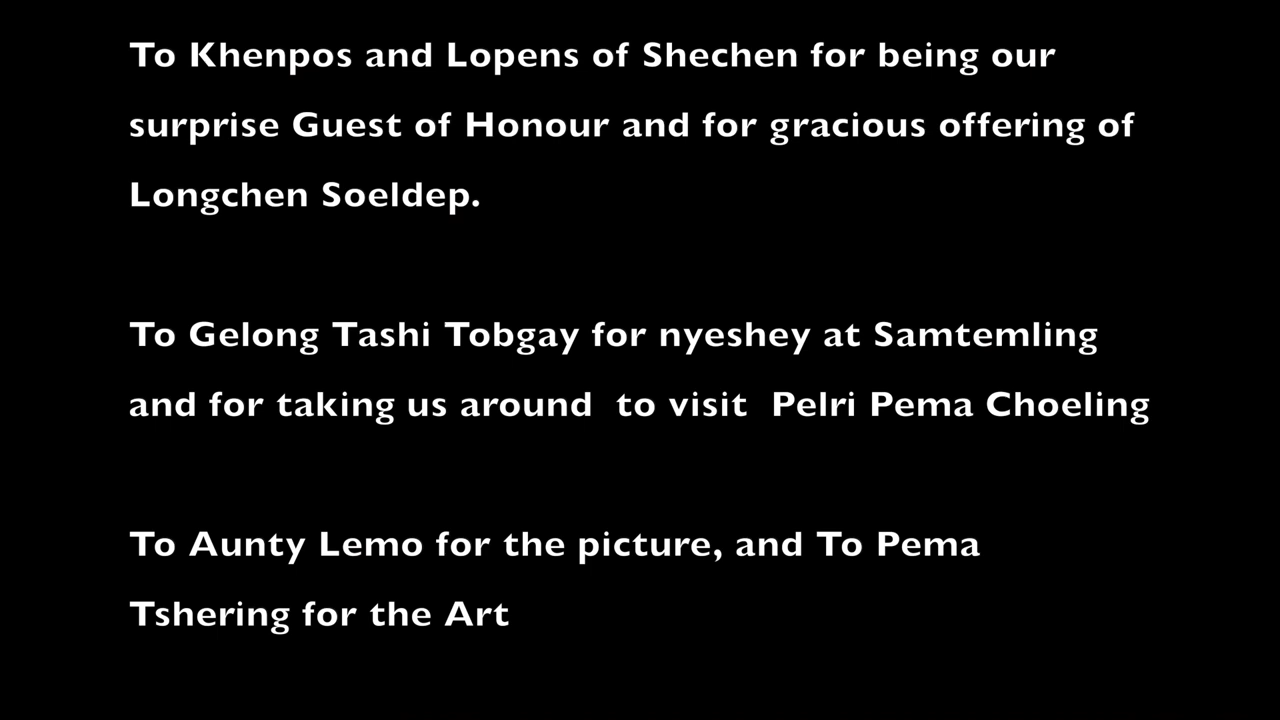 To Khenpos and Lopens of Shechen for being our
surprise Guest of Honour and for gracious offering of
Longchen Soeldep.
To Gelong Tashi Tobgay for nyeshey at Samtemling
and for taking us around  to visit  Pelri Pema Choeling
To Aunty Lemo for the picture, and To Pema
Tshering for the Art